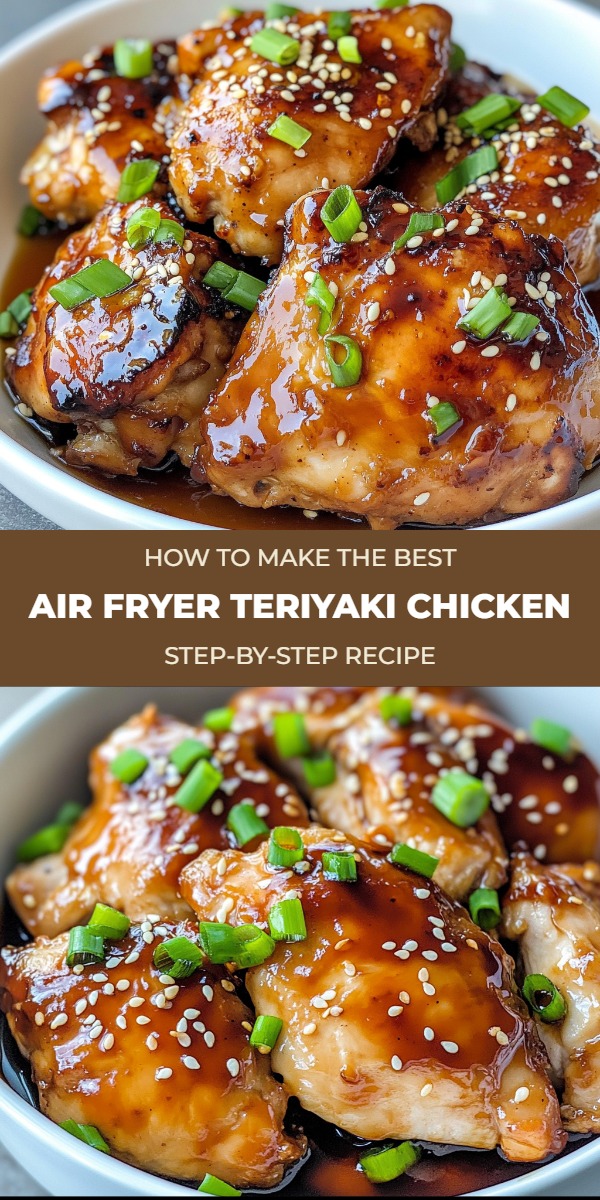 HOW TO MAKE THE BEST
AIR FRYER TERIYAKI CHICKEN
STEP-BY-STEP RECIPE